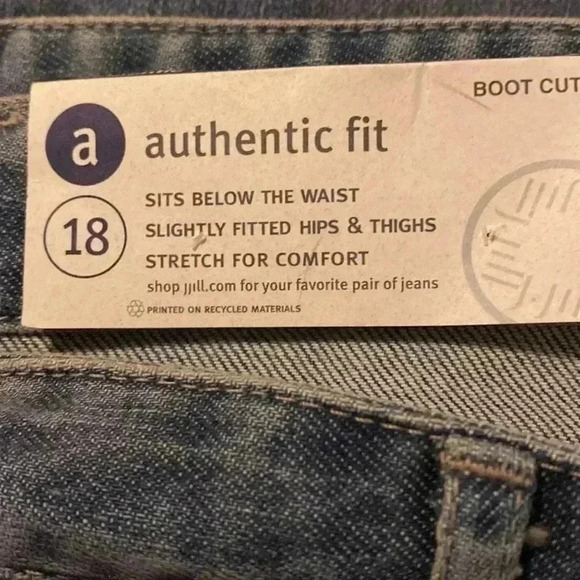 BOOT CUT
a authentic fit
18
SITS BELOW THE WAIST
SLIGHTLY FITTED HIPS & THIGHS
STRETCH FOR COMFORT
shop jjill.com for your favorite pair of jeans
PRINTED ON RECYCLED MATERIALS